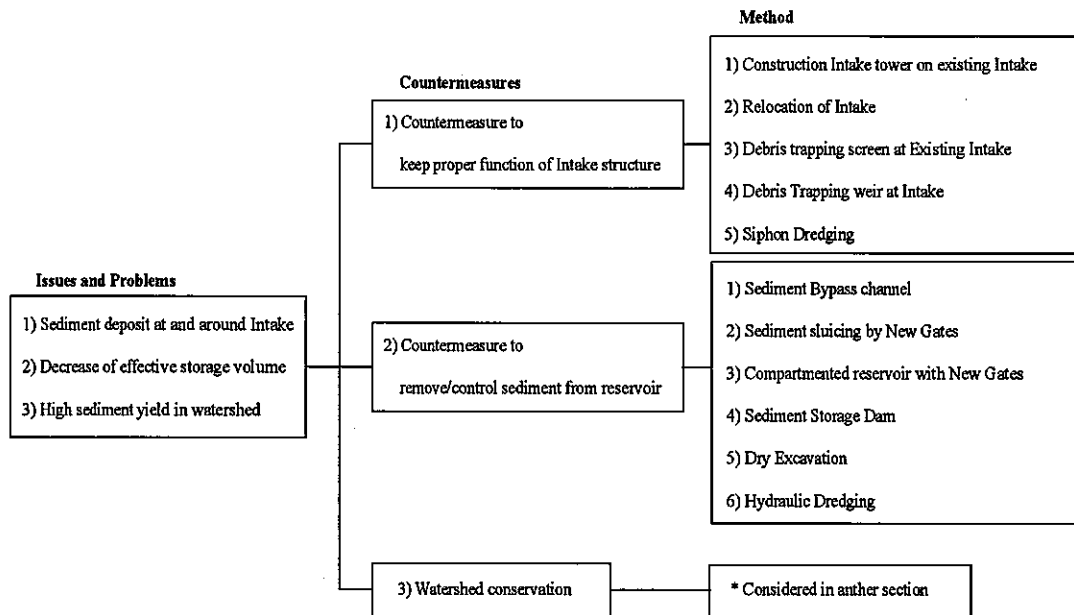 Issues and Problems
1) Sediment deposit at and around Intake
2) Decrease of effective storage volume
3) High sediment yield in watershed
Countermeasures
1) Countermeasure to
keep proper function of Intake structure
2) Countermeasure to
remove/control sediment from reservoir
3) Watershed conservation
Method
1) Construction Intake tower on existing Intake
2) Relocation of Intake
3) Debris trapping screen at Existing Intake
4) Debris Trapping weir at Intake
5) Siphon Dredging
1) Sediment Bypass channel
2) Sediment sluicing by New Gates
3) Compartmented reservoir with New Gates
4) Sediment Storage Dam
5) Dry Excavation
6) Hydraulic Dredging
* Considered in anther section